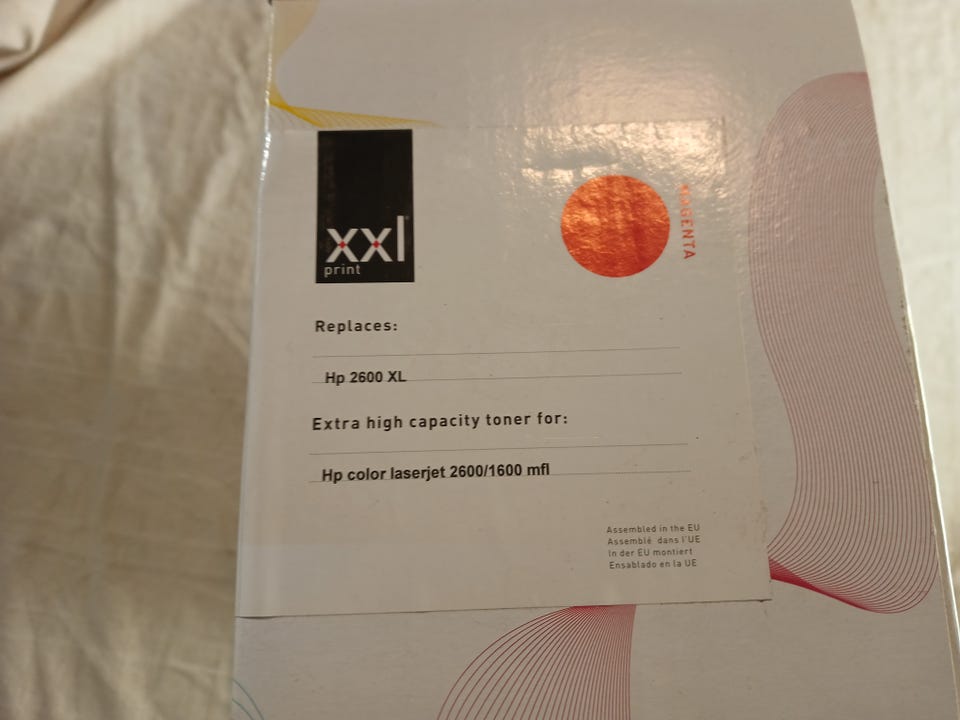 xxl
print
MAGENTA
Replaces:
Hp 2600 XL
Extra high capacity toner for:
Hp color laserjet 2600/1600 mfl
Assembled in the EU
Assemblé dans l'UE
In der EU montiert
Ensablado en la UE